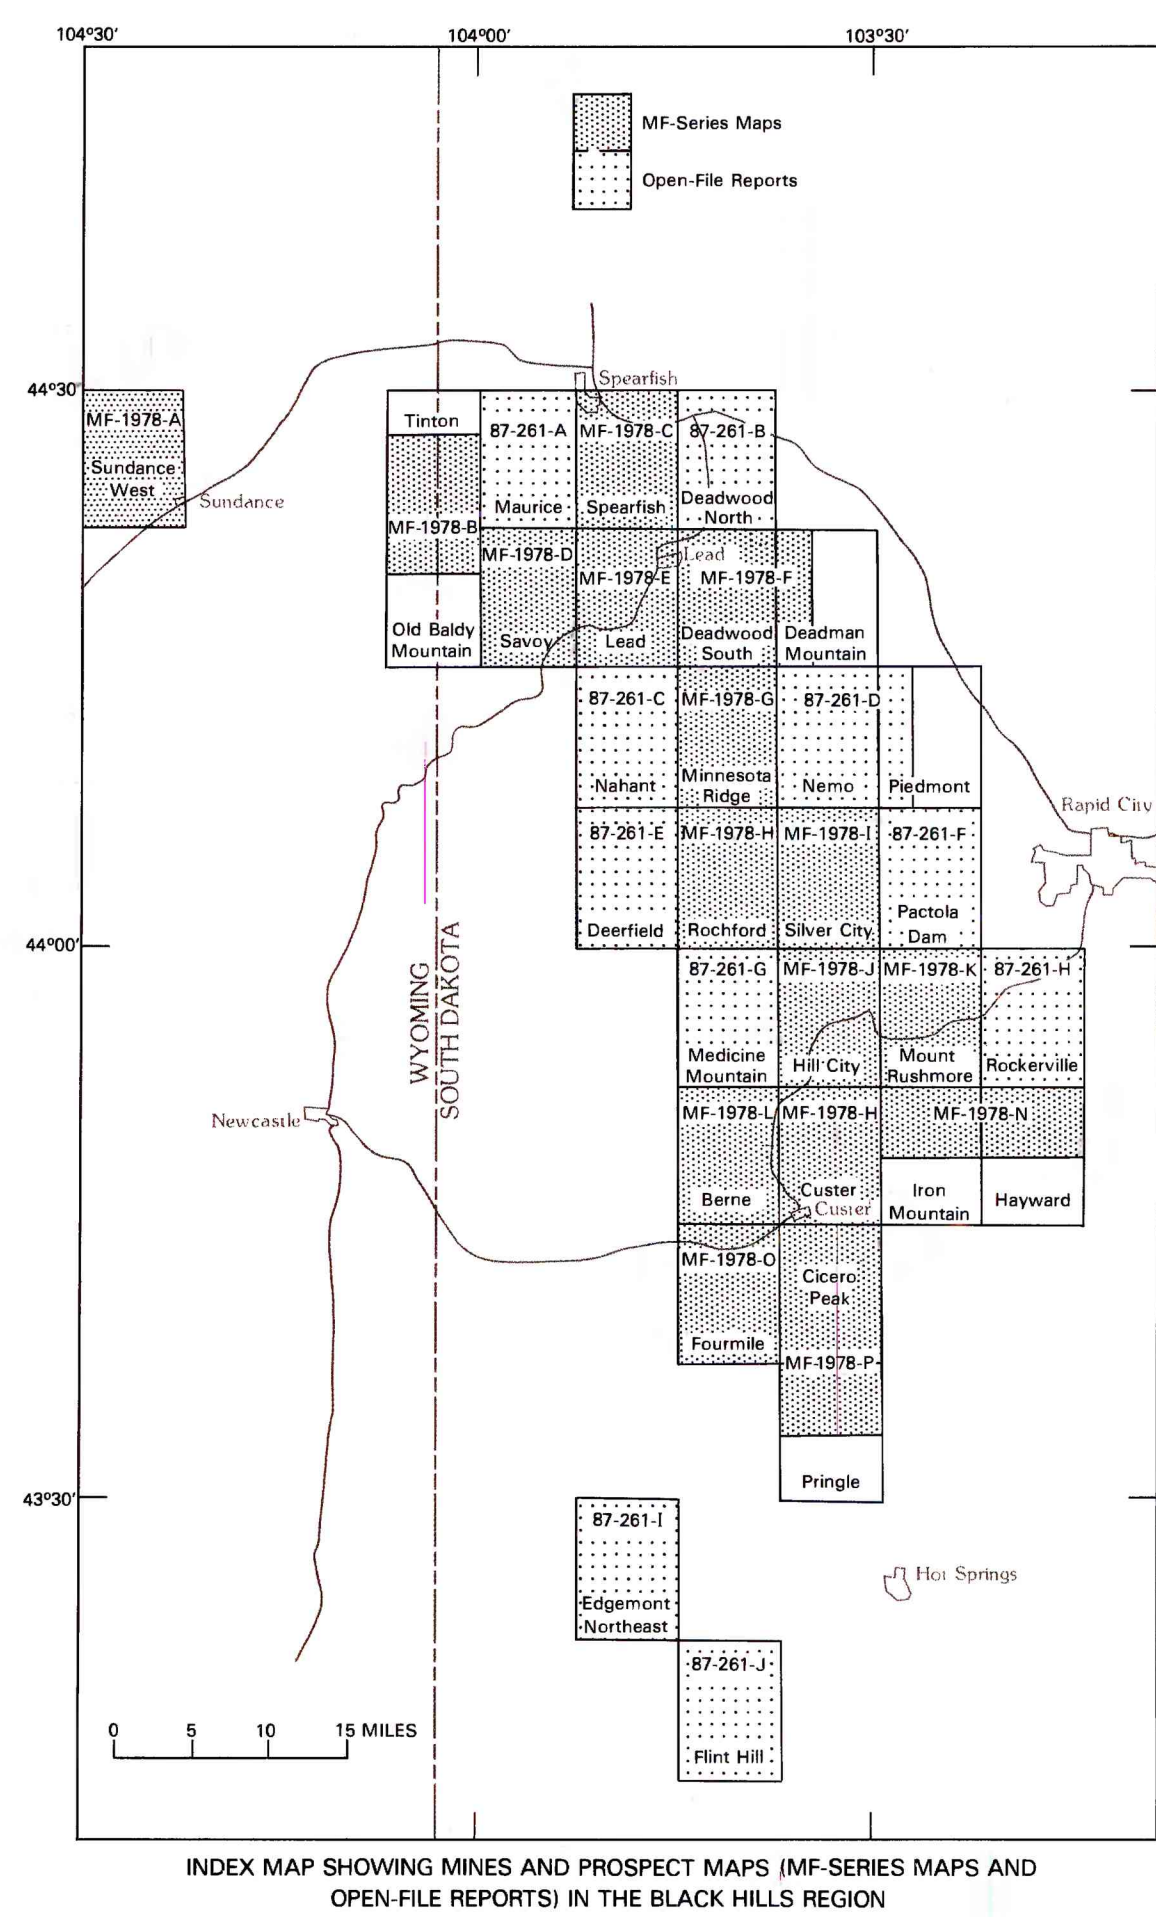 104°30′
104°00′
103°30′
MF-Series Maps
Open-File Reports
44°30′
Spearfish
MF-1978-A
Sundance
West
Sundance
Tinton
MF-1978-B
Old Baldy
Mountain
87-261-A
Maurice
MF-1978-C
Spearfish
87-261-B
Deadwood
North
MF-1978-D
Savoy
MF-1978-E
Lead
Lead
MF-1978-F
Deadwood
South
Deadman
Mountain
87-261-C
Nahant
MF-1978-G
Minnesota
Ridge
87-261-D
Nemo
Piedmont
Rapid City
87-261-E
Deerfield
MF-1978-H
Rochford
MF-1978-I
Silver City
87-261-F
Pactola
Dam
44°00′
WYOMING
SOUTH DAKOTA
87-261-G
Medicine
Mountain
MF-1978-J
Hill City
MF-1978-K
Mount
Rushmore
87-261-H
Rockerville
Newcastle
MF-1978-L
Berne
MF-1978-H
Custer
Custer
MF-1978-N
Iron
Mountain
Hayward
MF-1978-O
Fourmile
Cicero
Peak
MF-1978-P
Pringle
43°30′
87-261-I
Edgemont
Northeast
Hot Springs
87-261-J
Flint Hill
0 5 10 15 MILES
INDEX MAP SHOWING MINES AND PROSPECT MAPS (MF-SERIES MAPS AND
OPEN-FILE REPORTS) IN THE BLACK HILLS REGION